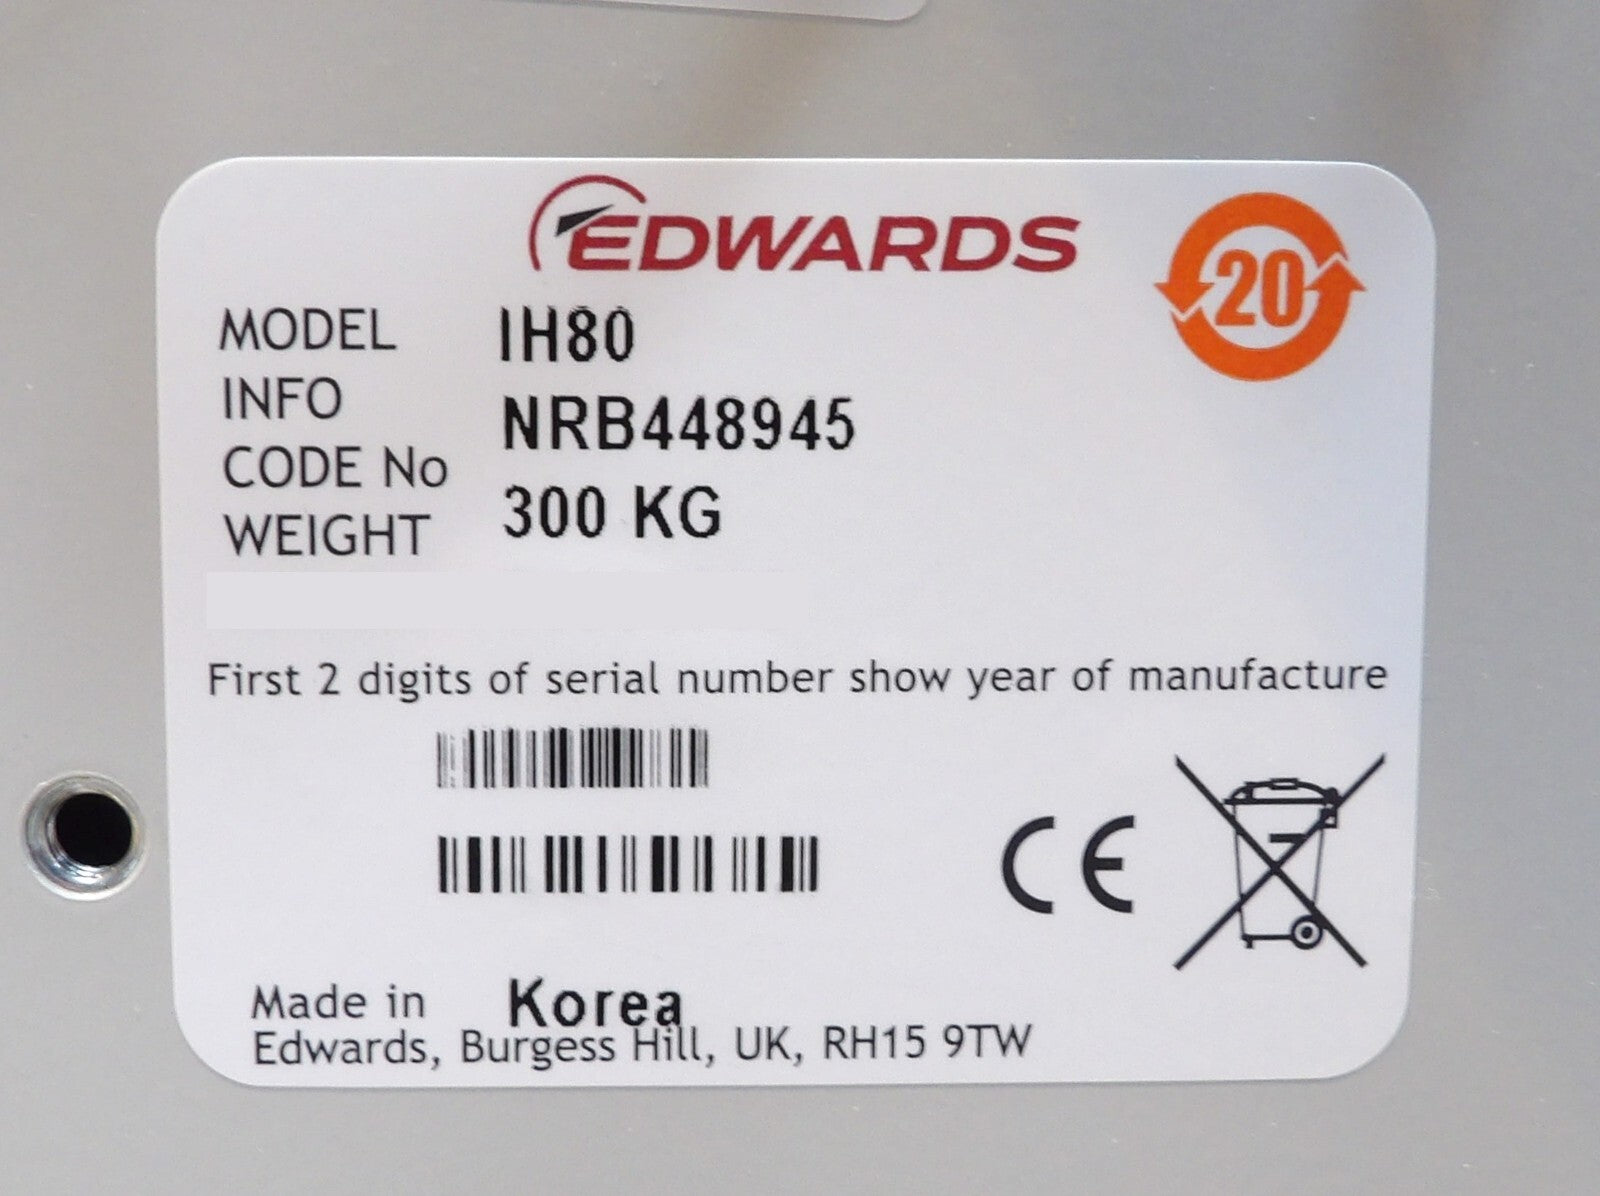 EDWARDS
20
MODEL IH80
INFO
CODE No NRB448945
WEIGHT 300 KG
First 2 digits of serial number show year of manufacture
CE
Made in Korea
Edwards, Burgess Hill, UK, RH15 9TW